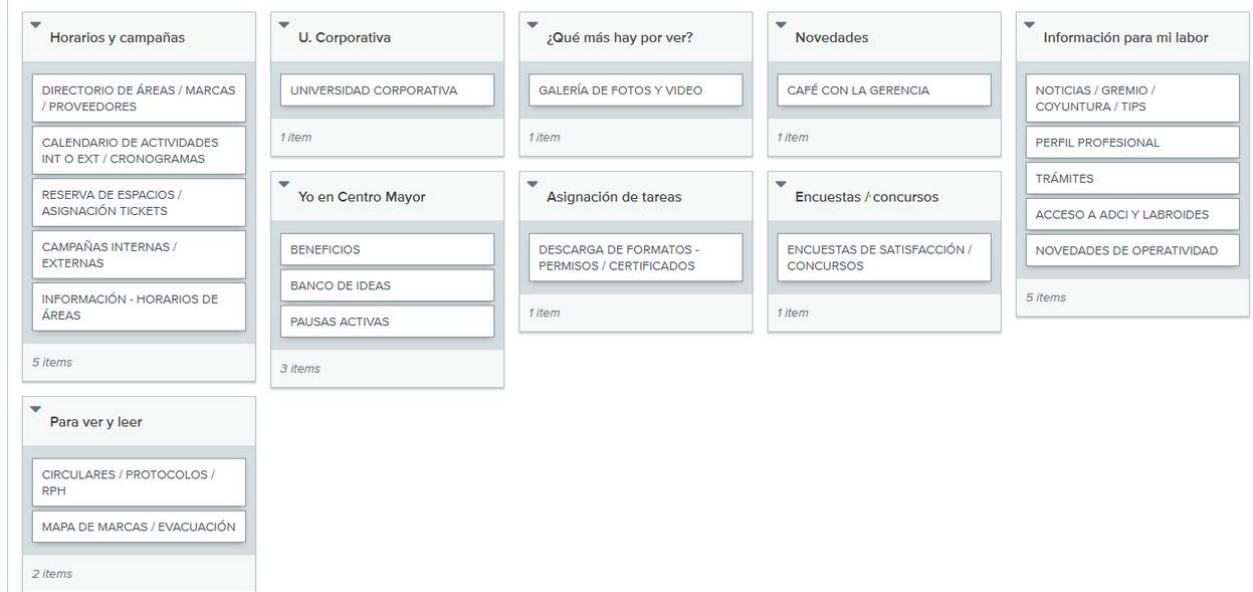 Horarios y campañas
DIRECTORIO DE ÁREAS / MARCAS
/ PROVEEDORES
CALENDARIO DE ACTIVIDADES
INT O EXT / CRONOGRAMAS
RESERVA DE ESPACIOS /
ASIGNACIÓN TICKETS
CAMPAÑAS INTERNAS /
EXTERNAS
INFORMACIÓN - HORARIOS DE
ÁREAS
5 items
Para ver y leer
CIRCULARES / PROTOCOLOS /
RPH
MAPA DE MARCAS / EVACUACIÓN
2 items
U. Corporativa
UNIVERSIDAD CORPORATIVA
1 item
Yo en Centro Mayor
BENEFICIOS
BANCO DE IDEAS
PAUSAS ACTIVAS
3 items
¿Qué más hay por ver?
GALERÍA DE FOTOS Y VIDEO
1 item
Asignación de tareas
DESCARGA DE FORMATOS -
PERMISOS / CERTIFICADOS
1 item
Novedades
CAFÉ CON LA GERENCIA
1 item
Encuestas / concursos
ENCUESTAS DE SATISFACCIÓN /
CONCURSOS
1 item
Información para mi labor
NOTICIAS / GREMIO /
COYUNTURA / TIPS
PERFIL PROFESIONAL
TRÁMITES
ACCESO A ADCI Y LABROIDES
NOVEDADES DE OPERATIVIDAD
5 items